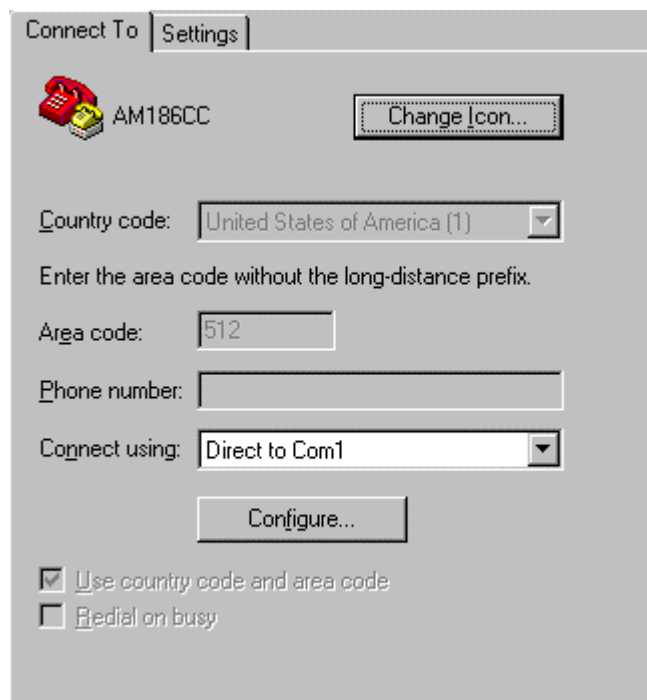 Connect To Settings
AM186CC Change Icon...
Country code: United States of America (1)
Enter the area code without the long-distance prefix.
Area code: 512
Phone number:
Connect using: Direct to Com1
Configure...
Use country code and area code
Redial on busy